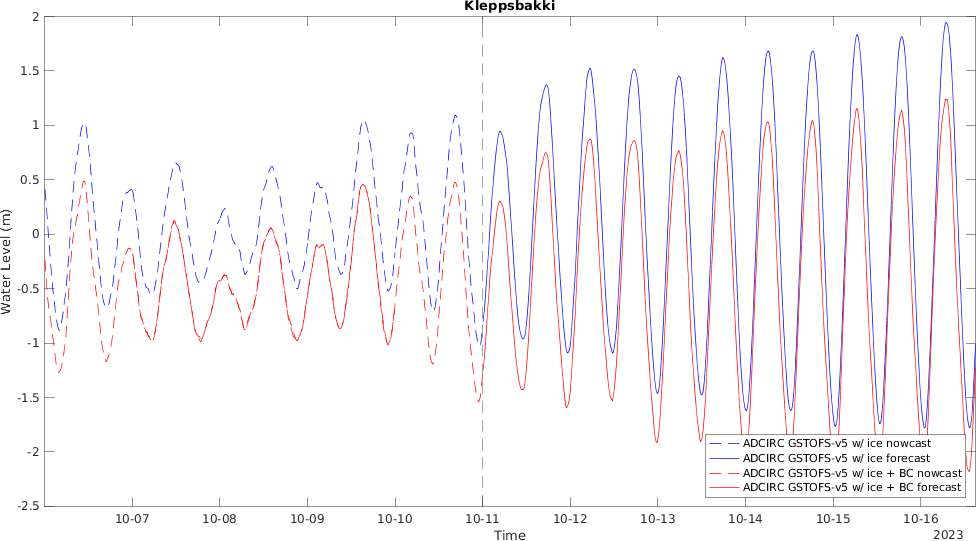 Kleppsbakki
2
1.5
1
0.5
0
-0.5
-1
-1.5
-2
-2.5
Water Level (m)
10-07 10-08 10-09 10-10 10-11 10-12 10-13 10-14 10-15 10-16
Time
2023
ADCIRC GSTOFS-v5 w/ ice nowcast
ADCIRC GSTOFS-v5 w/ ice forecast
ADCIRC GSTOFS-v5 w/ ice + BC nowcast
ADCIRC GSTOFS-v5 w/ ice + BC forecast